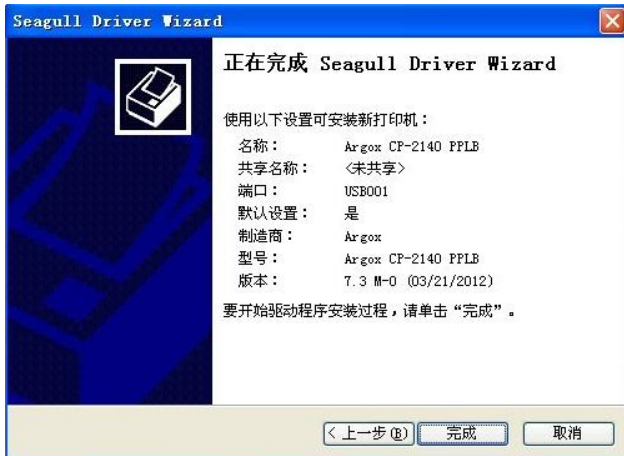 Seagull Driver Wizard
正在完成 Seagull Driver Wizard
使用以下设置可安装新打印机：
名称： Argox CP-2140 PPLB
共享名称： <未共享>
端口： USB001
默认设置： 是
制造商： Argox
型号： Argox CP-2140 PPLB
版本： 7.3 M-0 (03/21/2012)
要开始驱动程序安装过程，请单击“完成”。
< 上一步(B) 完成 取消